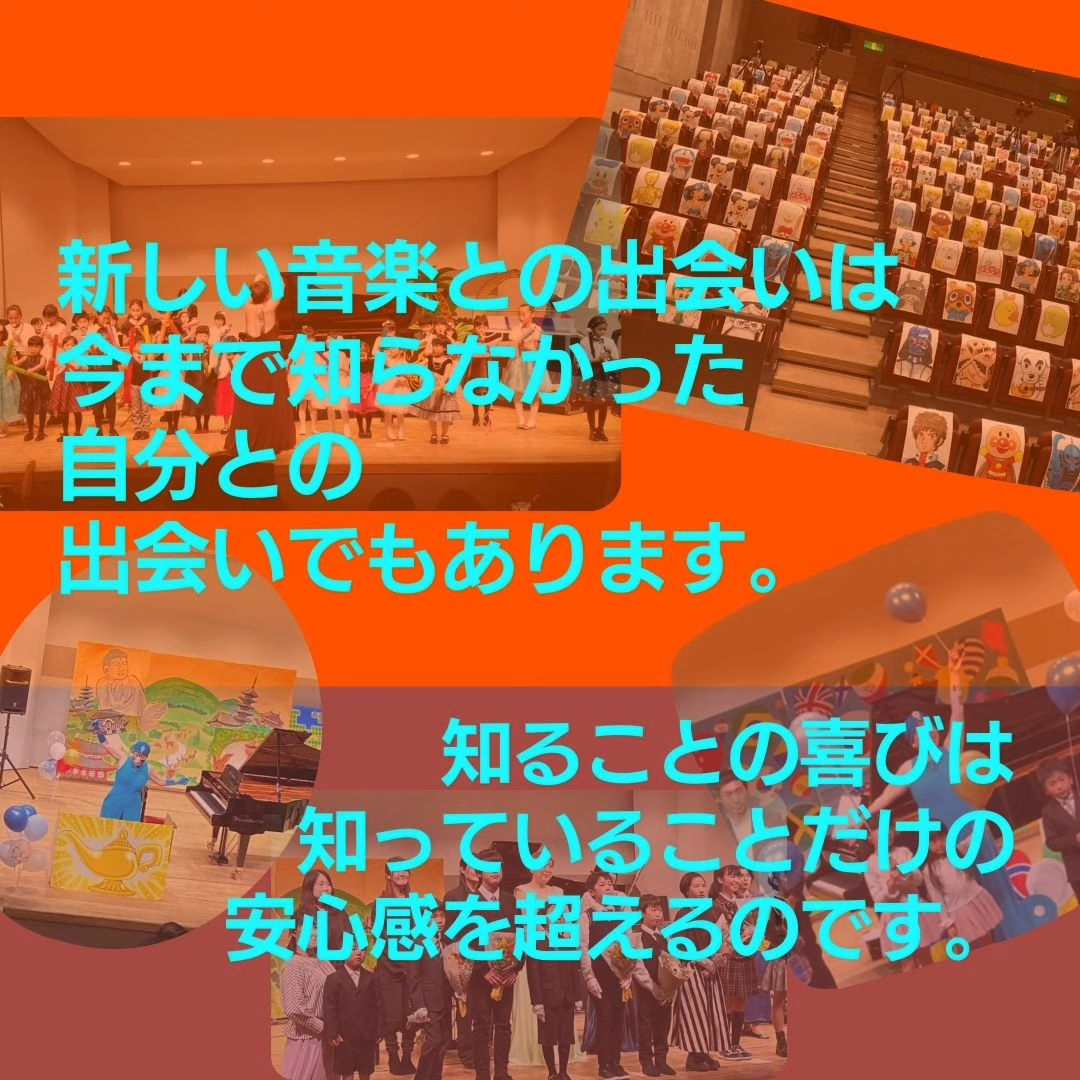 新しい音楽との出会いは
今まで知らなかった
自分との
出会いでもあります。
知ることの喜びは
知っていることだけの
安心感を超えるのです。